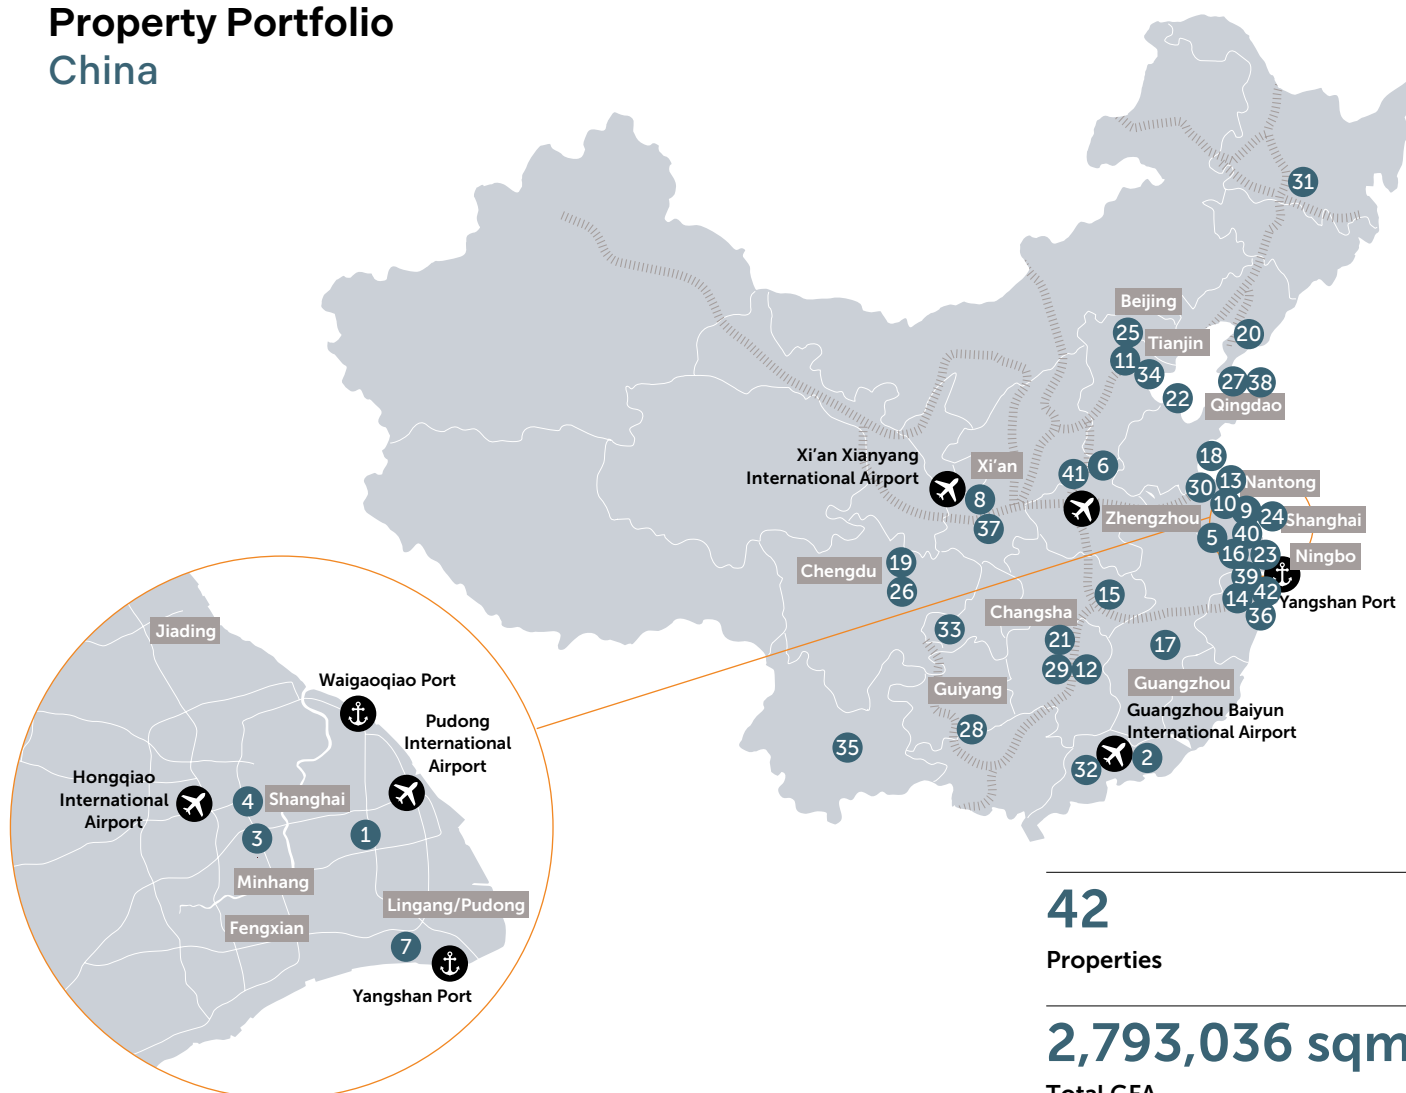 Property Portfolio
China
31
Beijing
25
Tianjin
20
11
34
27
38
22
Qingdao
Xi’an Xianyang
International Airport
Xi’an
18
41
6
13
Nantong
30
8
10
9
24
Shanghai
Zhengzhou
37
5
40
16
23
Ningbo
19
Chengdu
39
26
15
14
42
Yangshan Port
36
Changsha
33
21
17
29
12
Guiyang
Guangzhou
Guangzhou Baiyun
International Airport
28
35
32
2
Jiading
Waigaoqiao Port
Pudong
International
Airport
Hongqiao
International
Airport
4
Shanghai
3
1
Minhang
Lingang/Pudong
Fengxian
7
Yangshan Port
42
Properties
2,793,036 sqm
Total GFA